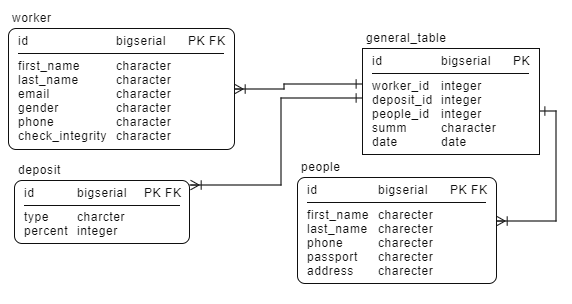 worker
id bigserial PK FK
first_name character
last_name character
email character
gender character
phone character
check_integrity character
general_table
id bigserial PK
worker_id integer
deposit_id integer
people_id integer
summ character
date date
deposit
id bigserial PK FK
type charcter
percent integer
people
id bigserial PK FK
first_name charecter
last_name charecter
phone charecter
passport charecter
address charecter